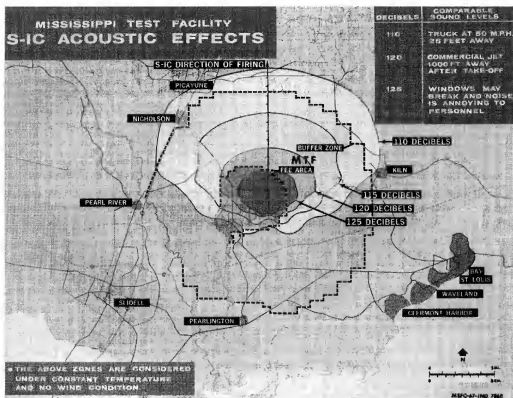 MISSISSIPPI TEST FACILITY
S-IC ACOUSTIC EFFECTS
DECIBELS
COMPARABLE
SOUND LEVELS
110
TRUCK AT 50 M.P.H.
25 FEET AWAY
120
COMMERCIAL JET
1000 FT AWAY
AFTER TAKE-OFF
125
WINDOWS MAY
BREAK AND NOISE
IS ANNOYING TO
PERSONNEL
S-IC DIRECTION OF FIRING
PICAYUNE
NICHOLSON
BUFFER ZONE
110 DECIBELS
M.T.F.
FEE AREA
KILN
115 DECIBELS
120 DECIBELS
125 DECIBELS
PEARL RIVER
BAY
ST LOUIS
WAVELAND
CLERMONT HARBOR
SLIDELL
PEARLINGTON
N
THE ABOVE ZONES ARE CONSIDERED
UNDER CONSTANT TEMPERATURE
AND NO WIND CONDITION